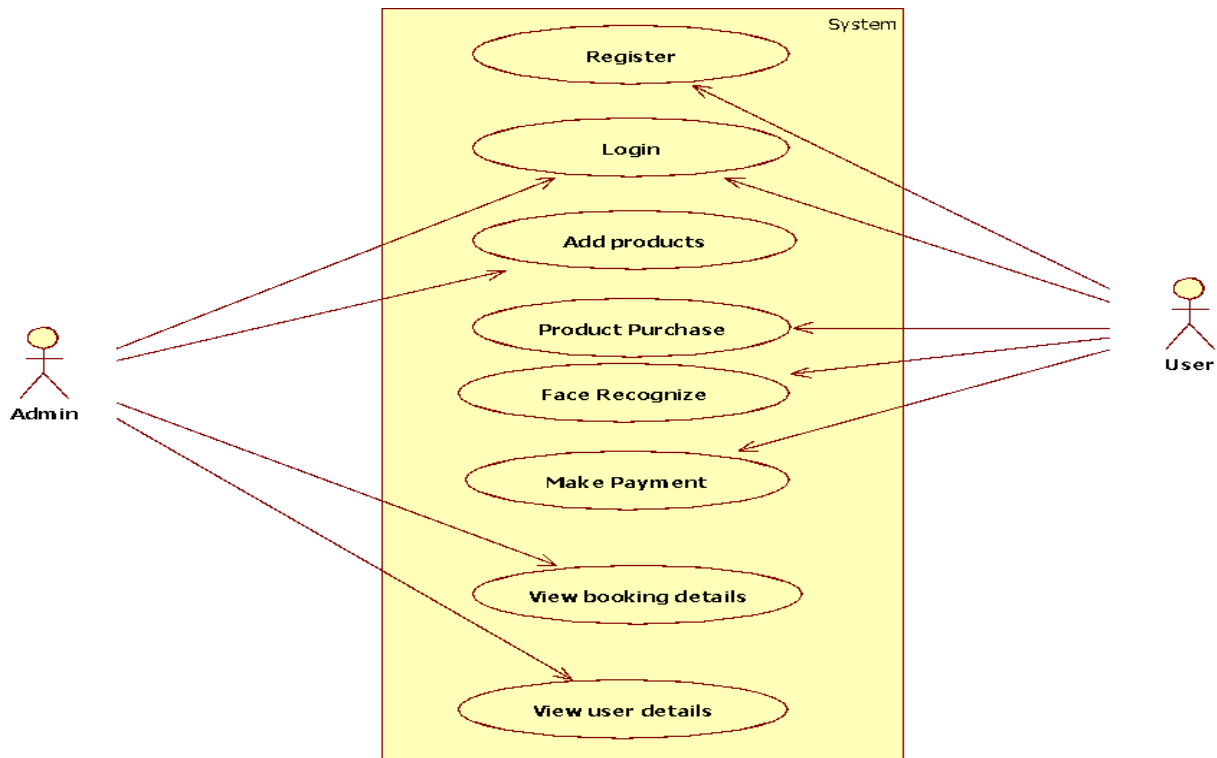 System
Register
Login
Add products
Product Purchase
Face Recognize
Make Payment
View booking details
View user details
Admin
User